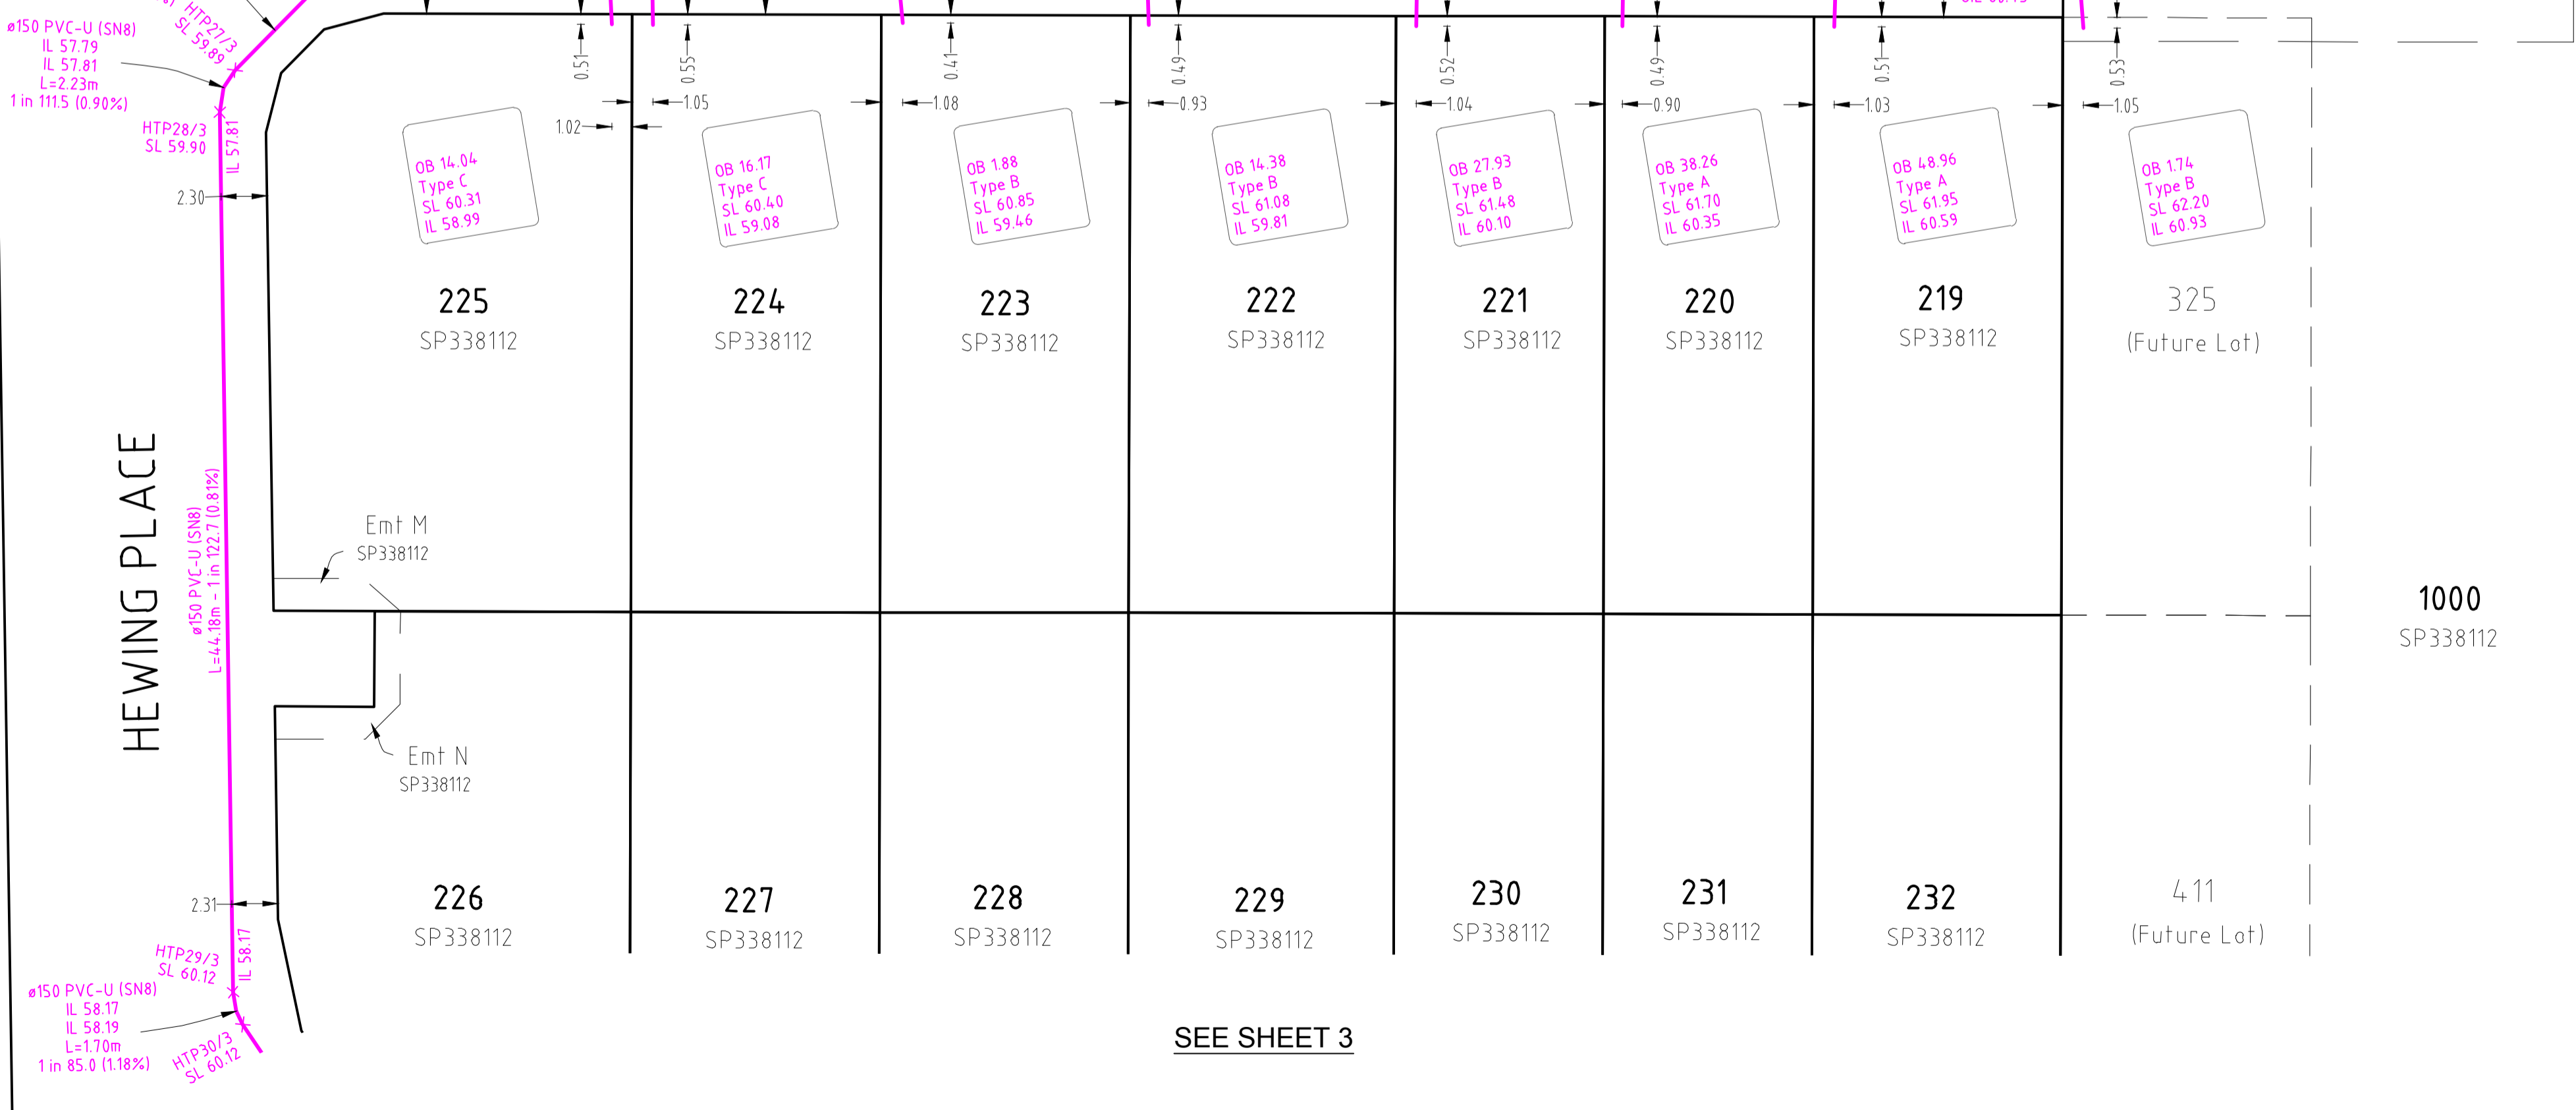 HTP27/3
SL 59.89
ø150 PVC-U (SN8)
IL 57.79
IL 57.81
L=2.23m
1 in 111.5 (0.90%)
HTP28/3
SL 59.90
IL 57.81
2.30
0.51
0.55
0.41
0.49
0.52
0.49
0.51
0.53
1.02
1.05
1.08
0.93
1.04
0.90
1.03
1.05
OB 14.04
Type C
SL 60.31
IL 58.99
OB 16.17
Type C
SL 60.40
IL 59.08
OB 1.88
Type B
SL 60.85
IL 59.46
OB 14.38
Type B
SL 61.08
IL 59.81
OB 27.93
Type B
SL 61.48
IL 60.10
OB 38.26
Type A
SL 61.70
IL 60.35
OB 48.96
Type A
SL 61.95
IL 60.59
OB 1.74
Type B
SL 62.20
IL 60.93
225
SP338112
224
SP338112
223
SP338112
222
SP338112
221
SP338112
220
SP338112
219
SP338112
325
(Future Lot)
HEWING PLACE
ø150 PVC-U (SN8)
L=44.18m - 1 in 122.7 (0.81%)
Emt M
SP338112
Emt N
SP338112
1000
SP338112
226
SP338112
227
SP338112
228
SP338112
229
SP338112
230
SP338112
231
SP338112
232
SP338112
411
(Future Lot)
2.31
IL 58.17
HTP29/3
SL 60.12
ø150 PVC-U (SN8)
IL 58.17
IL 58.19
L=1.70m
1 in 85.0 (1.18%)
HTP30/3
SL 60.12
SEE SHEET 3